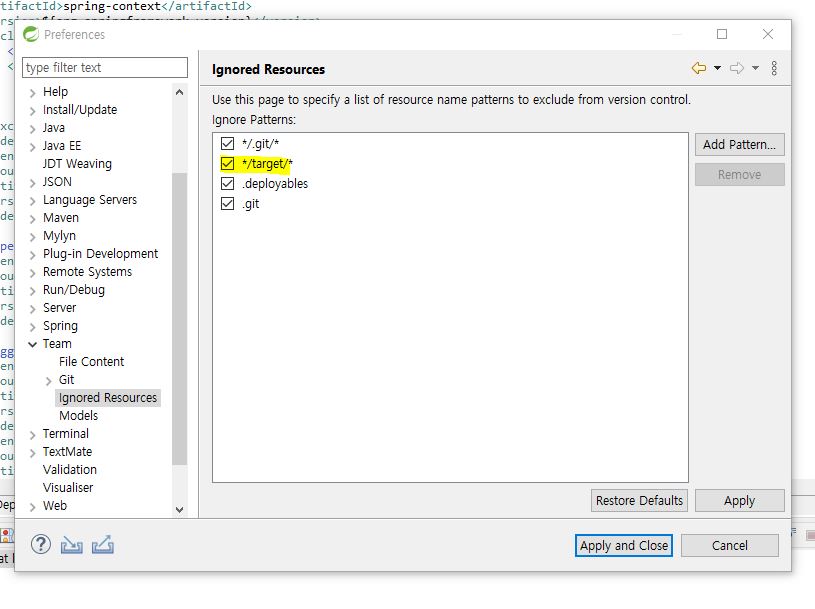 tifactId>spring-context</artifactId>
Preferences
type filter text
Ignored Resources
Help
Install/Update
Java
Java EE
JDT Weaving
JSON
Language Servers
Maven
Mylyn
Plug-in Development
Remote Systems
Run/Debug
Server
Spring
Team
File Content
Git
Ignored Resources
Models
Terminal
TextMate
Validation
Visualiser
Web
Use this page to specify a list of resource name patterns to exclude from version control.
Ignore Patterns:
*/.git/*
*/target/*
.deployables
.git
Add Pattern...
Remove
Restore Defaults
Apply
?
Apply and Close
Cancel